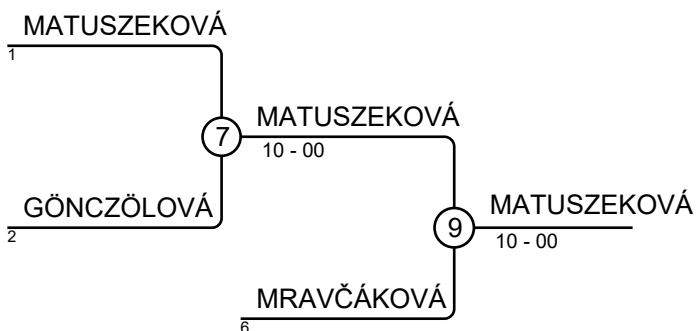 MATUSZEKOVÁ
1
7
MATUSZEKOVÁ
10 - 00
GÖNCZÖLOVÁ
2
9
MATUSZEKOVÁ
10 - 00
MRAVČÁKOVÁ
6